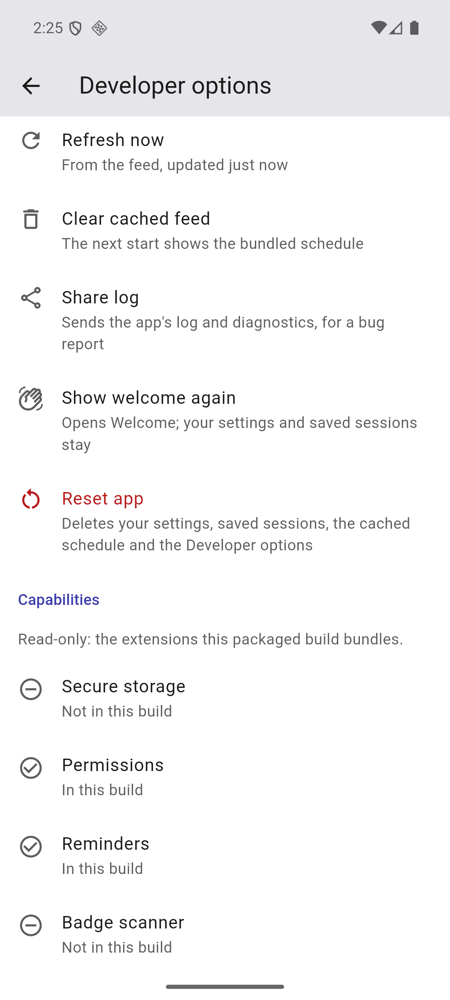 2:25
Developer options
Refresh now
From the feed, updated just now
Clear cached feed
The next start shows the bundled schedule
Share log
Sends the app's log and diagnostics, for a bug
report
Show welcome again
Opens Welcome; your settings and saved sessions
stay
Reset app
Deletes your settings, saved sessions, the cached
schedule and the Developer options
Capabilities
Read-only: the extensions this packaged build bundles.
Secure storage
Not in this build
Permissions
In this build
Reminders
In this build
Badge scanner
Not in this build